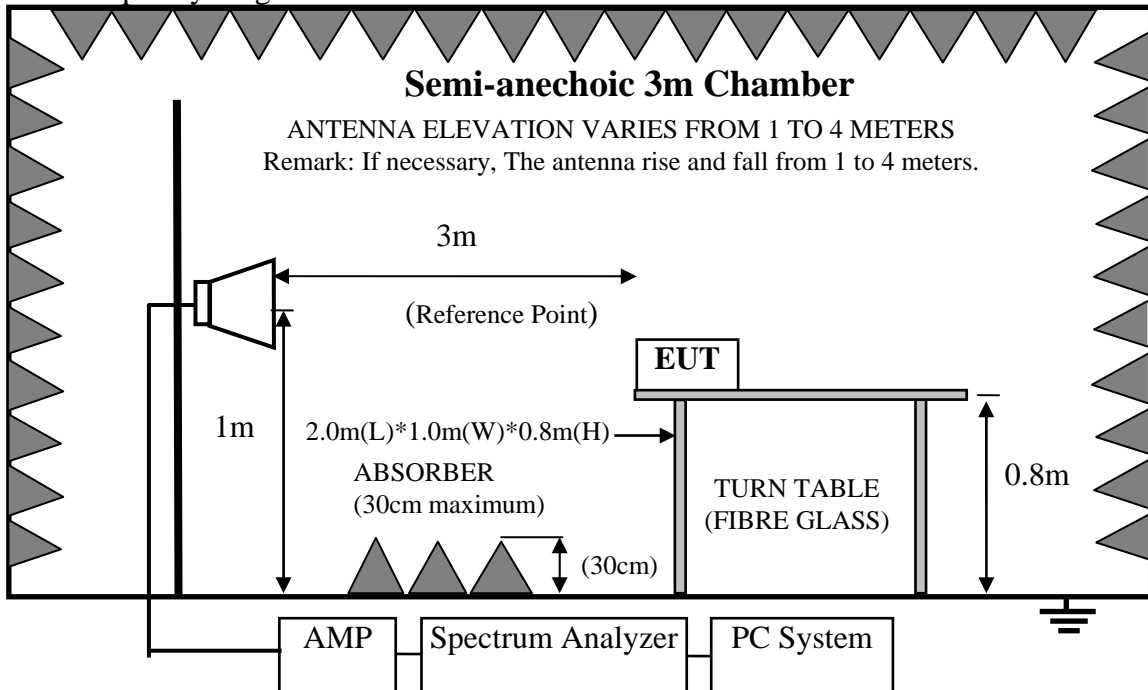 Semi-anechoic 3m Chamber
ANTENNA ELEVATION VARIES FROM 1 TO 4 METERS
Remark: If necessary, The antenna rise and fall from 1 to 4 meters.
3m
(Reference Point)
EUT
1m
2.0m(L)*1.0m(W)*0.8m(H)
ABSORBER
(30cm maximum)
TURN TABLE
(FIBRE GLASS)
0.8m
(30cm)
AMP
Spectrum Analyzer
PC System